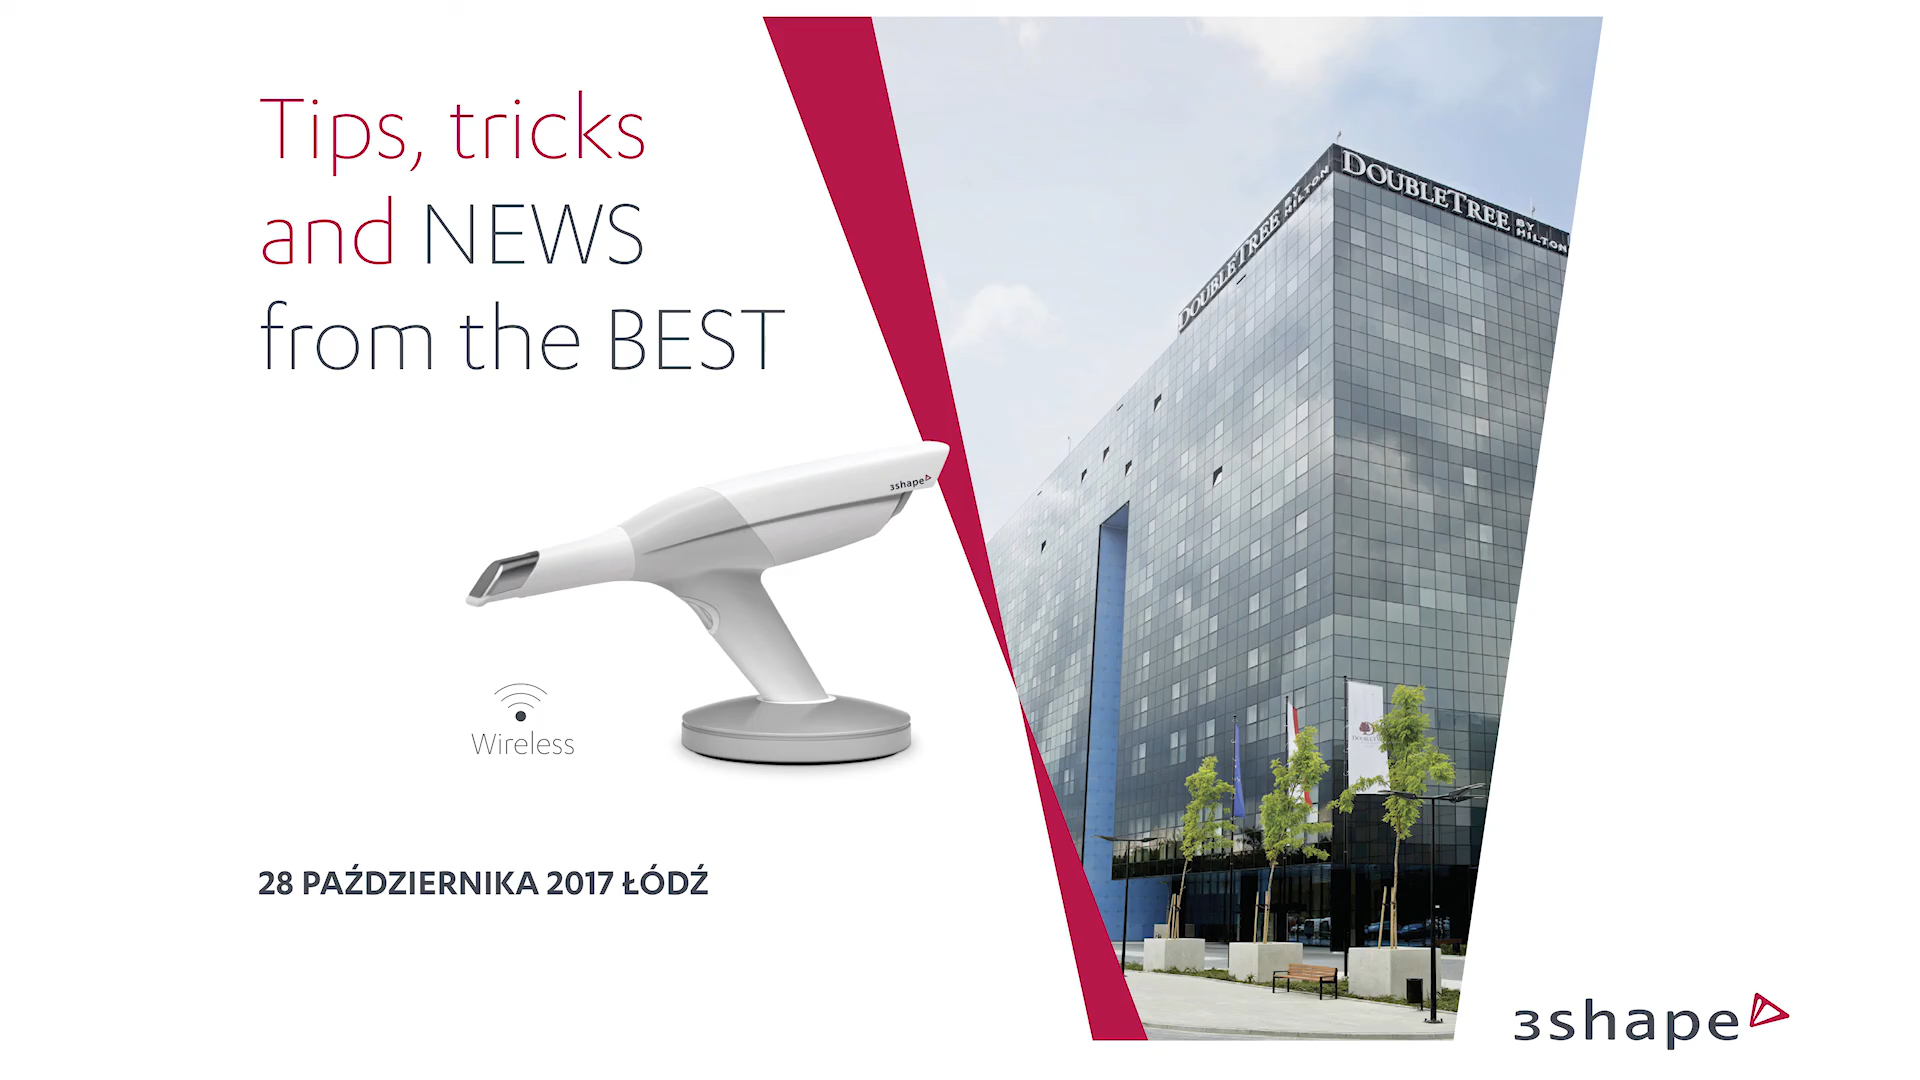 Tips, tricks
and NEWS
from the BEST
3shape
Wireless
28 PAŹDZIERNIKA 2017 ŁÓDŹ
DOUBLETREE BY HILTON
DOUBLETREE BY HILTON
3shape